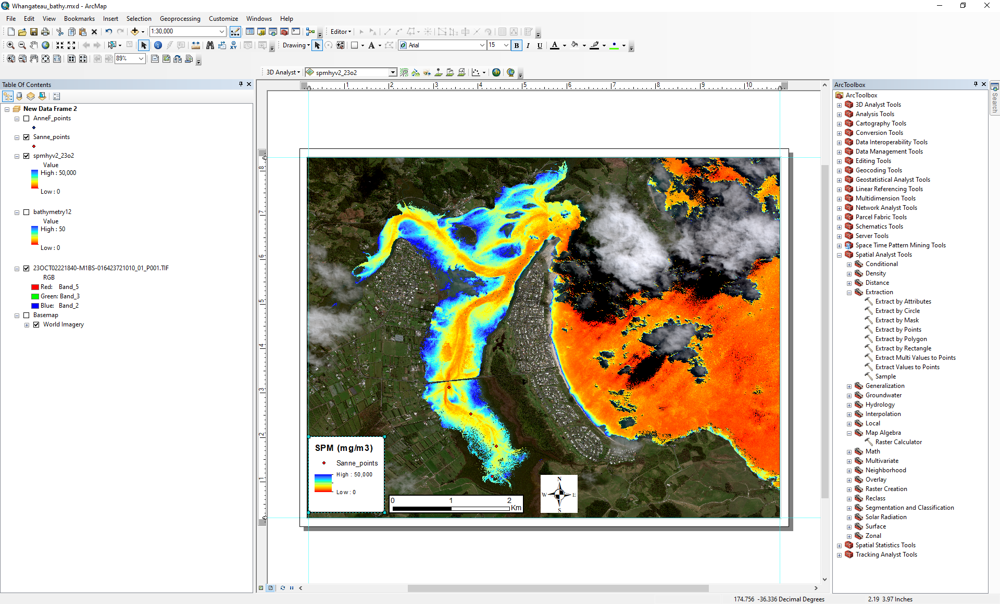 Whangateau_bathy.mxd - ArcMap
File Edit View Bookmarks Insert Selection Geoprocessing Customize Windows Help
1:30,000
Editor
Drawing
Arial
15
B I U A
89%
3D Analyst
spmhyv2_23o2
Table Of Contents
New Data Frame 2
AnneF_points
Sanne_points
spmhyv2_23o2
Value
High : 50,000
Low : 0
bathymetry12
Value
High : 50
Low : 0
23OCT02221840-M1BS-016423721010_01_P001.TIF
RGB
Red: Band_5
Green: Band_3
Blue: Band_2
Basemap
World Imagery
1 2 3 4 5 6 7 8 9 10
8
7
6
5
4
3
2
1
SPM (mg/m3)
Sanne_points
High : 50,000
Low : 0
0 1 2
Km
N
W E
S
ArcToolbox
Search
ArcToolbox
3D Analyst Tools
Analysis Tools
Cartography Tools
Conversion Tools
Data Interoperability Tools
Data Management Tools
Editing Tools
Geocoding Tools
Geostatistical Analyst Tools
Linear Referencing Tools
Multidimension Tools
Network Analyst Tools
Parcel Fabric Tools
Schematics Tools
Server Tools
Space Time Pattern Mining Tools
Spatial Analyst Tools
Conditional
Density
Distance
Extraction
Extract by Attributes
Extract by Circle
Extract by Mask
Extract by Points
Extract by Polygon
Extract by Rectangle
Extract Multi Values to Points
Extract Values to Points
Sample
Generalization
Groundwater
Hydrology
Interpolation
Local
Map Algebra
Raster Calculator
Math
Multivariate
Neighborhood
Overlay
Raster Creation
Reclass
Segmentation and Classification
Solar Radiation
Surface
Zonal
Spatial Statistics Tools
Tracking Analyst Tools
174.756 -36.336 Decimal Degrees
2.19 3.97 Inches